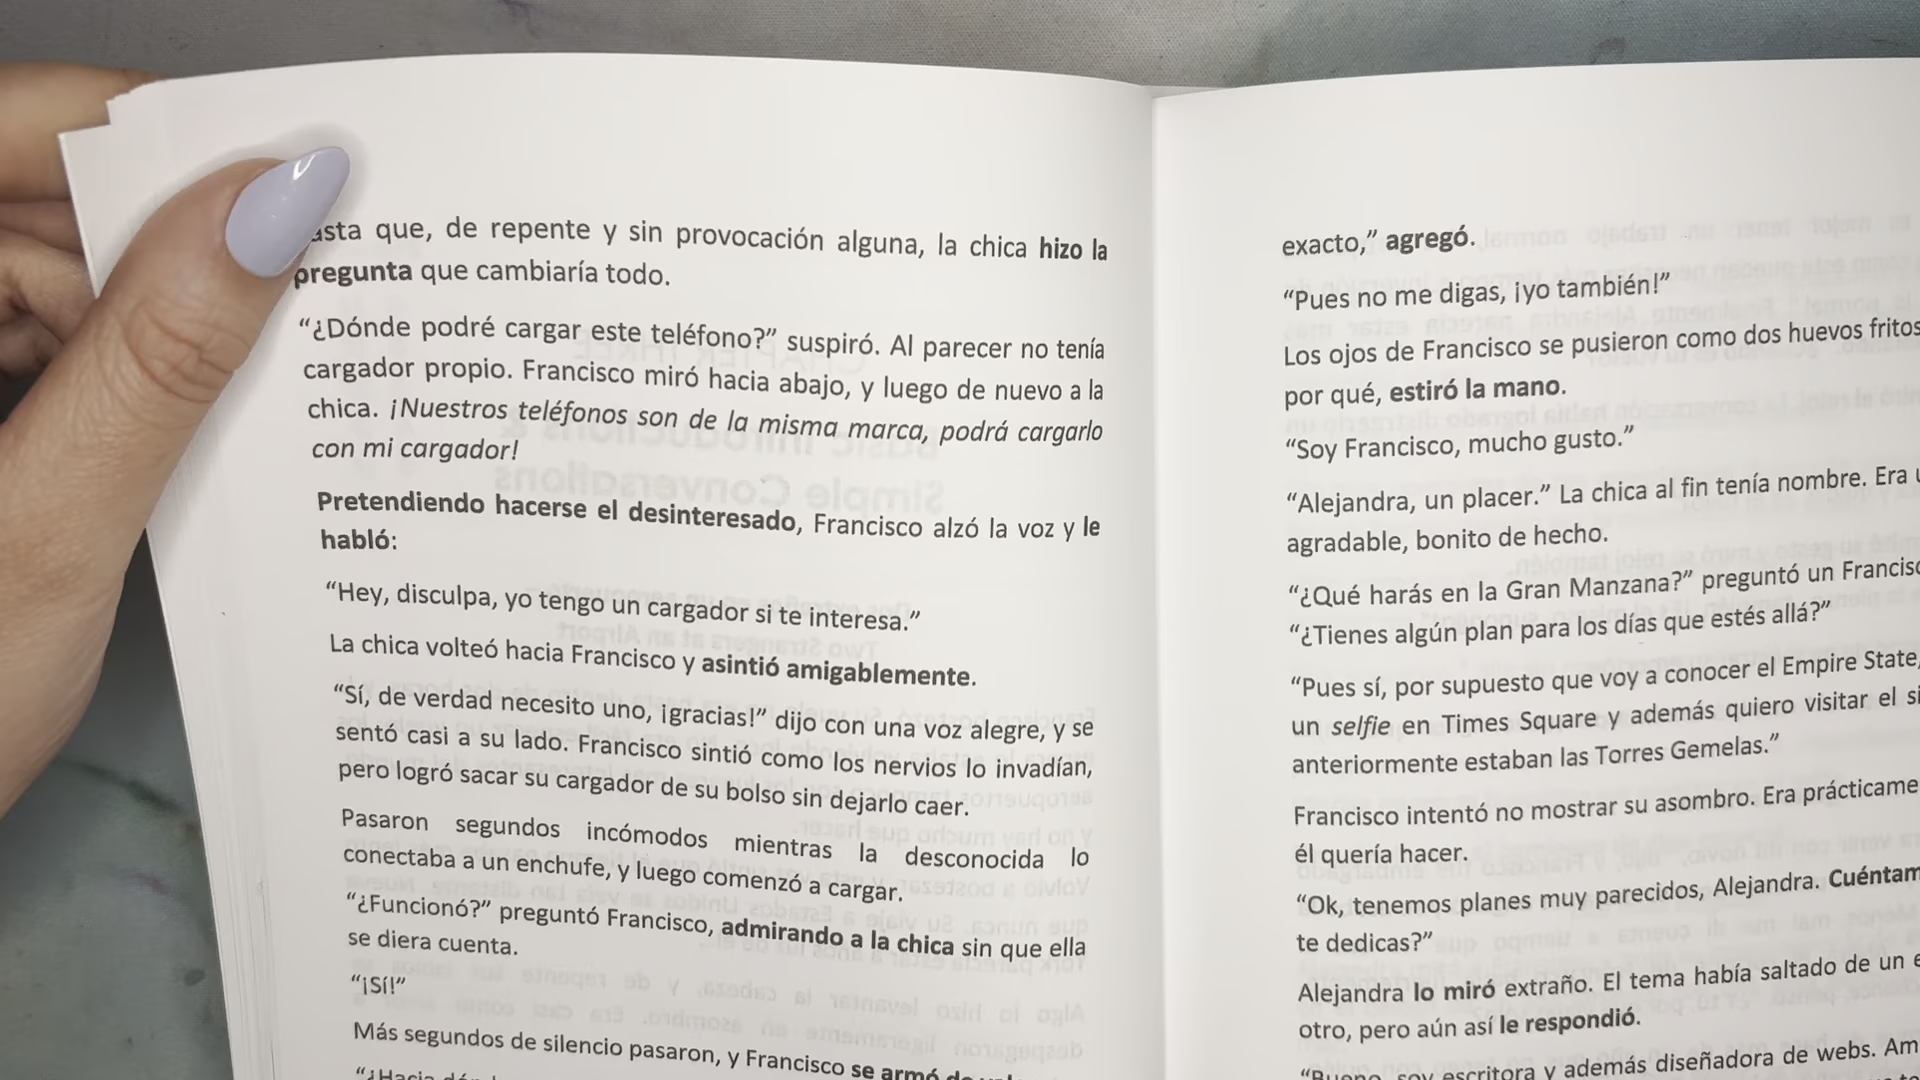 que, de repente y sin provocación alguna, la chica hizo la
pregunta que cambiaría todo.
“¿Dónde podré cargar este teléfono?” suspiró. Al parecer no tenía
cargador propio. Francisco miró hacia abajo, y luego de nuevo a la
chica. ¡Nuestros teléfonos son de la misma marca, podrá cargarlo
con mi cargador!
Pretendiendo hacerse el desinteresado, Francisco alzó la voz y le
habló:
“Hey, disculpa, yo tengo un cargador si te interesa.”
La chica volteó hacia Francisco y asintió amigablemente.
“Sí, de verdad necesito uno, ¡gracias!” dijo con una voz alegre, y se
sentó casi a su lado. Francisco sintió como los nervios lo invadían,
pero logró sacar su cargador de su bolso sin dejarlo caer.
Pasaron segundos incómodos mientras la desconocida lo
conectaba a un enchufe, y luego comenzó a cargar.
“¿Funcionó?” preguntó Francisco, admirando a la chica sin que ella
se diera cuenta.
“¡Sí!”
Más segundos de silencio pasaron, y Francisco se armó de
exacto,” agregó.
“Pues no me digas, ¡yo también!”
Los ojos de Francisco se pusieron como dos huevos fritos
por qué, estiró la mano.
“Soy Francisco, mucho gusto.”
“Alejandra, un placer.” La chica al fin tenía nombre. Era
agradable, bonito de hecho.
“¿Qué harás en la Gran Manzana?” preguntó un
“¿Tienes algún plan para los días que estés allá?”
“Pues sí, por supuesto que voy a conocer el Empire State,
un selfie en Times Square y además quiero visitar el
anteriormente estaban las Torres Gemelas.”
Francisco intentó no mostrar su asombro. Era
él quería hacer.
“Ok, tenemos planes muy parecidos, Alejandra.
te dedicas?”
Alejandra lo miró extraño. El tema había saltado de un
otro, pero aún así le respondió.
soy escritora y además diseñadora de webs.